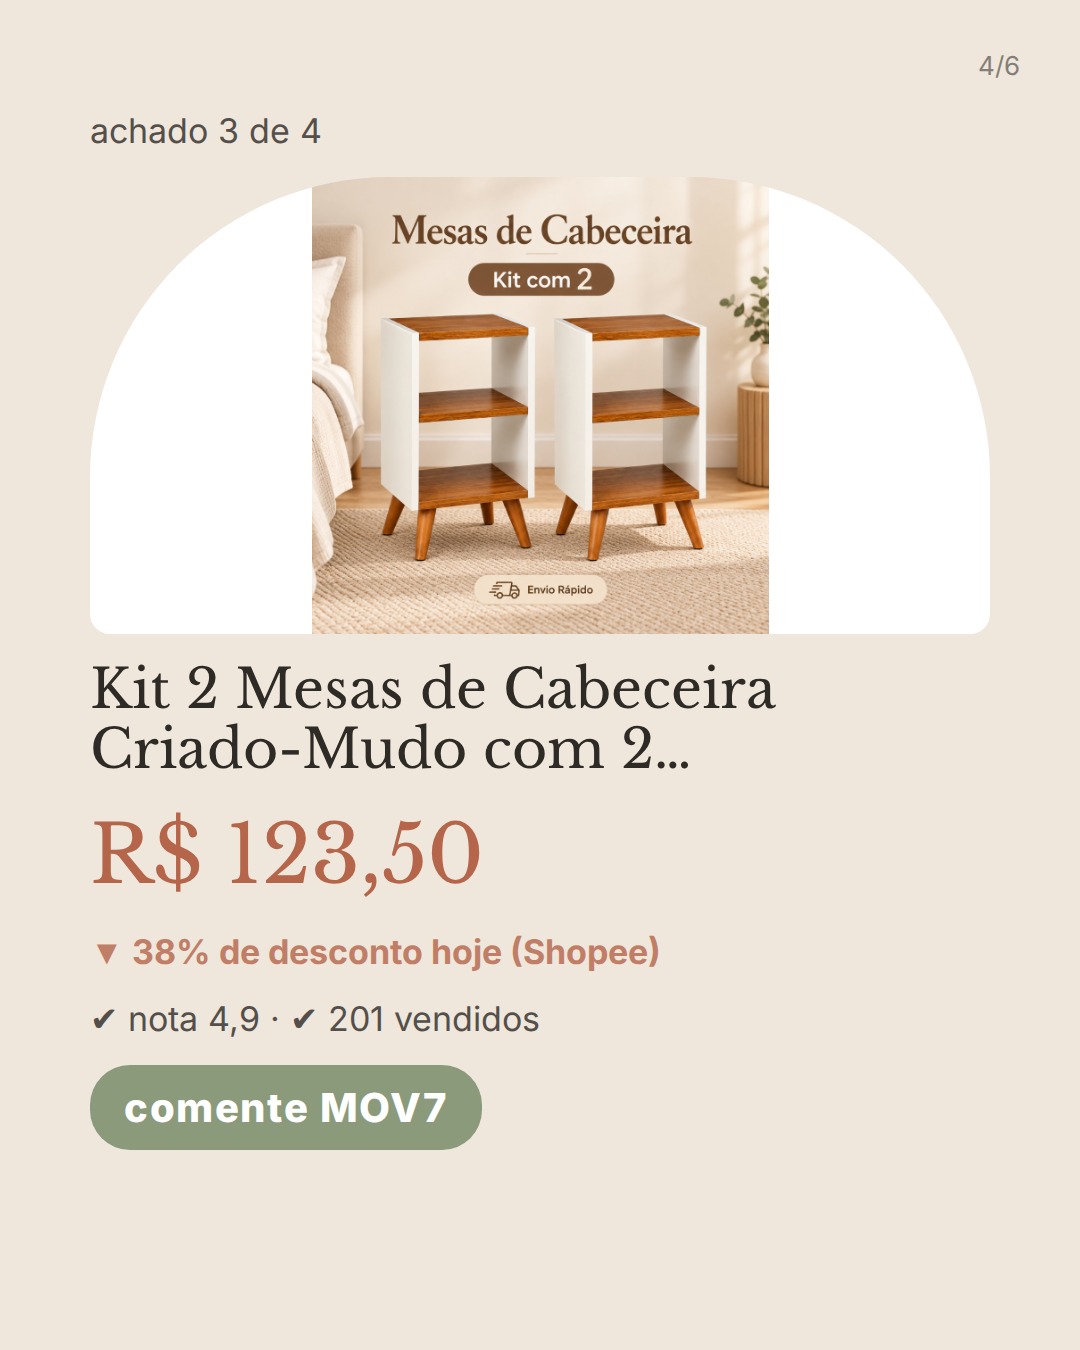 4/6
achado 3 de 4
Mesas de Cabeceira
Kit com 2
Envio Rápido
Kit 2 Mesas de Cabeceira
Criado-Mudo com 2...
R$ 123,50
▼ 38% de desconto hoje (Shopee)
✔ nota 4,9 · ✔ 201 vendidos
comente MOV7